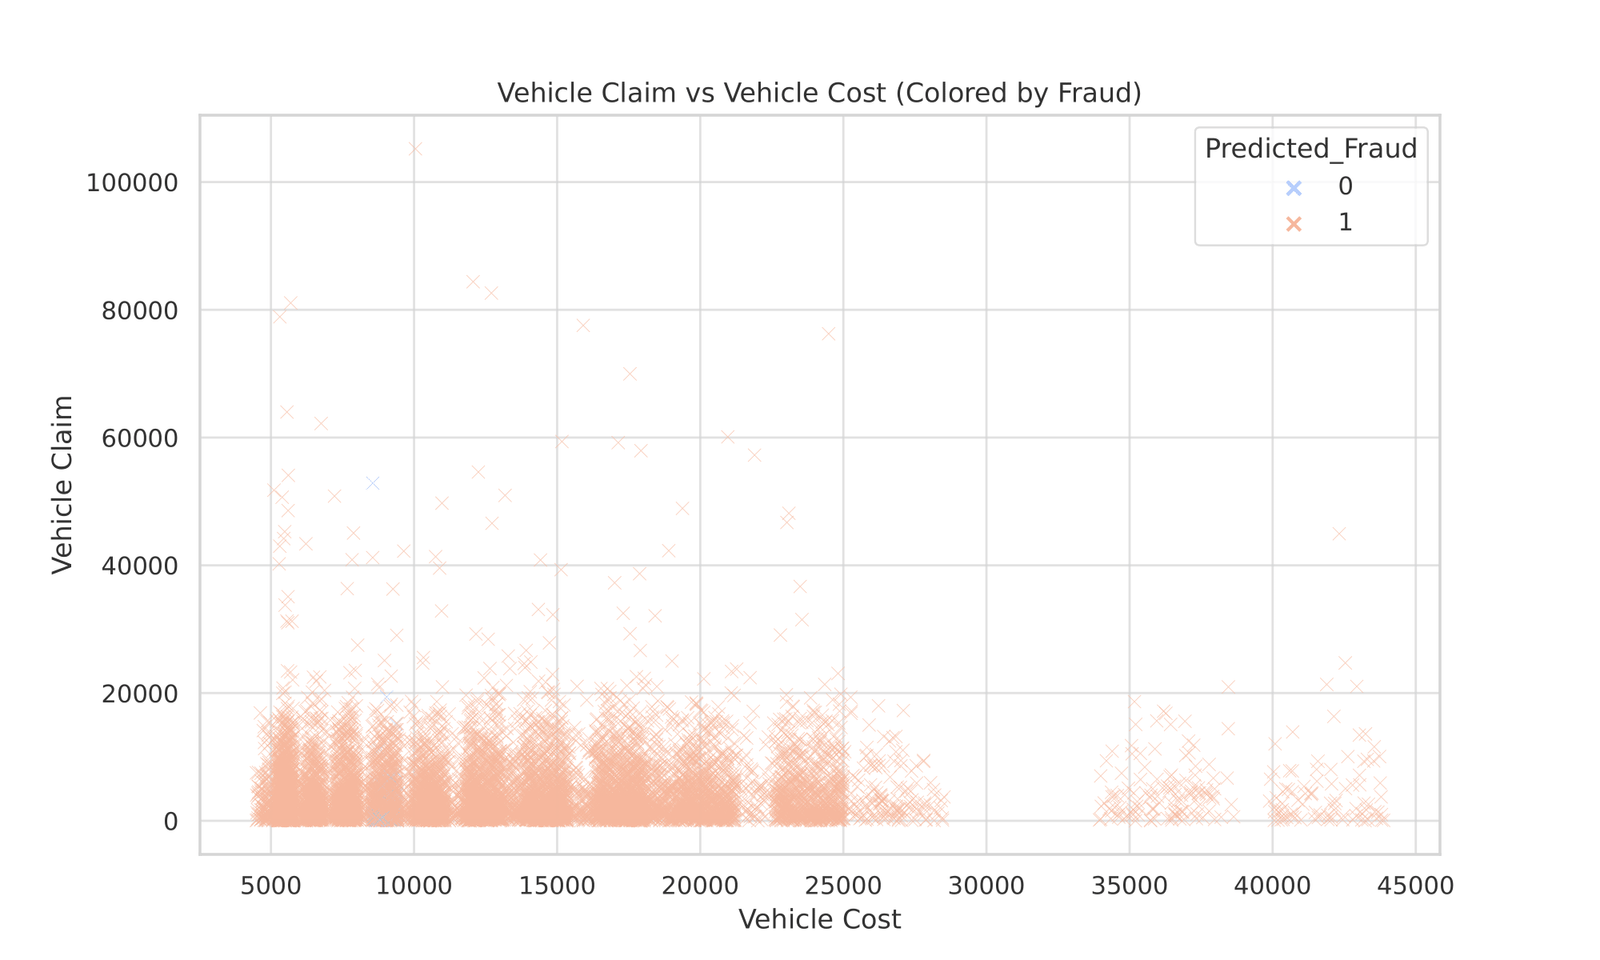 Vehicle Claim vs Vehicle Cost (Colored by Fraud)
Predicted_Fraud
0
1
100000
80000
60000
40000
20000
0
Vehicle Claim
5000 10000 15000 20000 25000 30000 35000 40000 45000
Vehicle Cost